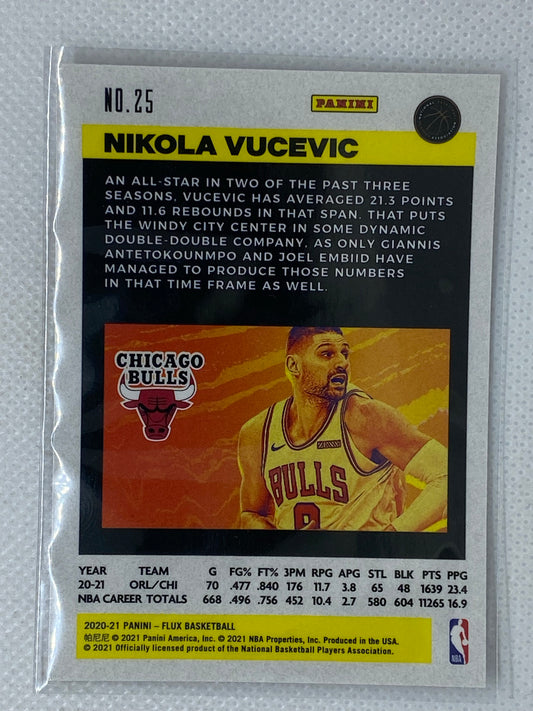 NO.25
PANINI
NIKOLA VUCEVIC
AN ALL-STAR IN TWO OF THE PAST THREE
SEASONS, VUCEVIC HAS AVERAGED 21.3 POINTS
AND 11.6 REBOUNDS IN THAT SPAN. THAT PUTS
THE WINDY CITY CENTER IN SOME DYNAMIC
DOUBLE-DOUBLE COMPANY, AS ONLY GIANNIS
ANTETOKOUNMPO AND JOEL EMBIID HAVE
MANAGED TO PRODUCE THOSE NUMBERS
IN THAT TIME FRAME AS WELL.
CHICAGO
BULLS
ZENNI
BULLS
YEAR TEAM G FG% FT% 3PM RPG APG STL BLK PTS PPG
20-21 ORL/CHI 70 .477 .840 176 11.7 3.8 65 48 1639 23.4
NBA CAREER TOTALS 668 .496 .756 452 10.4 2.7 580 604 11265 16.9
2020-21 PANINI – FLUX BASKETBALL
帕尼尼 © 2021 Panini America, Inc. © 2021 NBA Properties, Inc. Produced in the USA.
© 2021 Officially licensed product of the National Basketball Players Association.
NBA